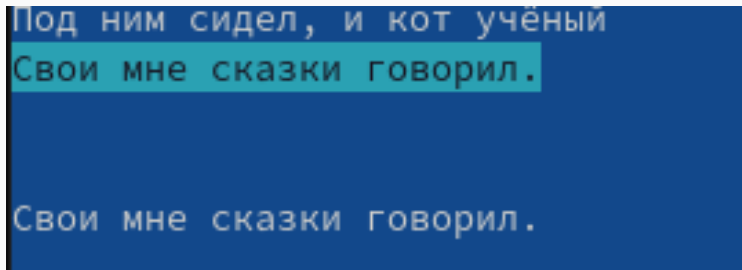 Под ним сидел, и кот учёный
Свои мне сказки говорил.
Свои мне сказки говорил.